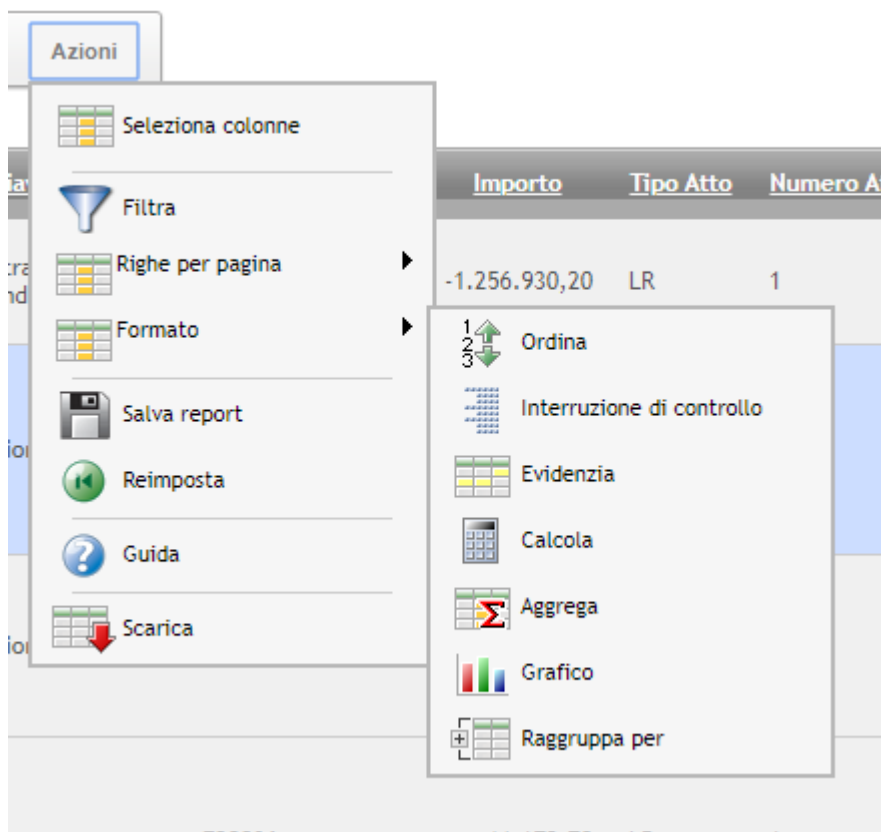 Azioni
Seleziona colonne
Importo Tipo Atto Numero
Filtra
Righe per pagina
-1.256.930,20 LR 1
Formato
Ordina
Interruzione di controllo
Salva report
Evidenzia
Reimposta
Calcola
Guida
Aggrega
Scarica
Grafico
Raggruppa per